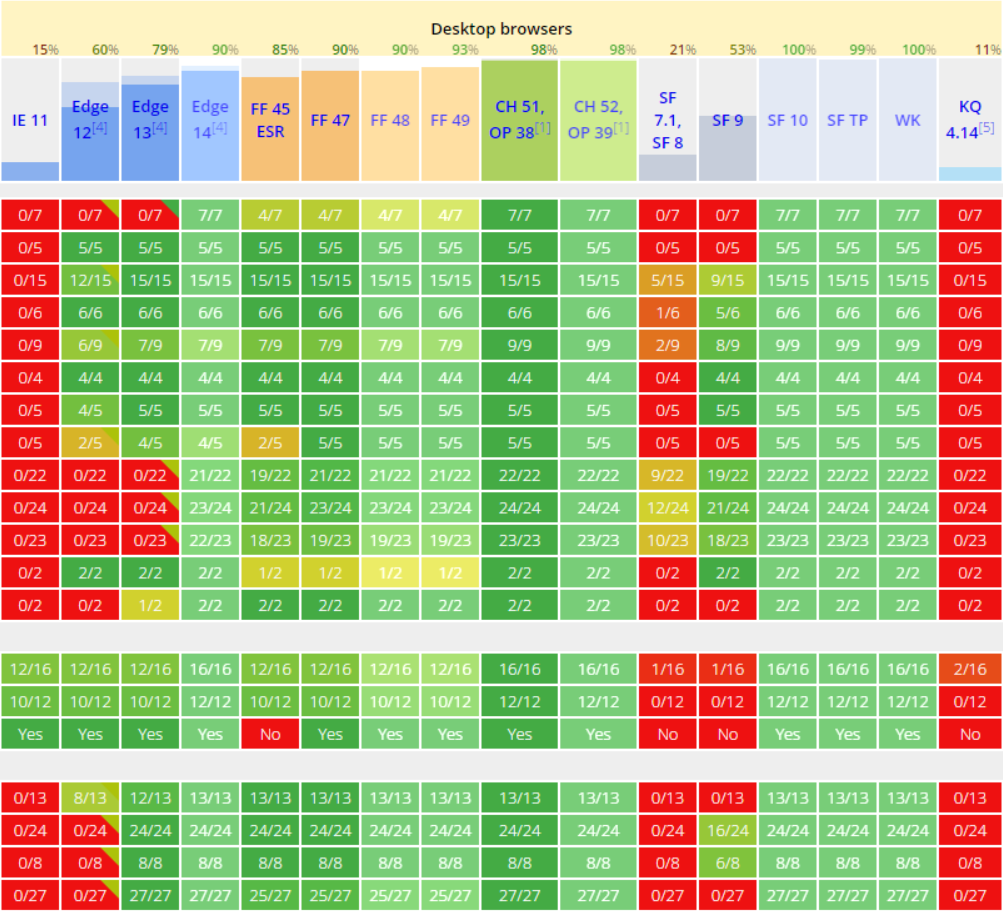 Desktop browsers
15% 60% 79% 90% 85% 90% 90% 93% 98% 98% 21% 53% 100% 99% 100% 11%
IE 11 Edge 12[4] Edge 13[4] Edge 14[4] FF 45 ESR FF 47 FF 48 FF 49 CH 51, OP 38[1] CH 52, OP 39[1] SF 7.1, SF 8 SF 9 SF 10 SF TP WK KQ 4.14[5]
0/7 0/7 0/7 7/7 4/7 4/7 4/7 4/7 7/7 7/7 0/7 0/7 7/7 7/7 7/7 0/7
0/5 5/5 5/5 5/5 5/5 5/5 5/5 5/5 5/5 5/5 0/5 0/5 5/5 5/5 5/5 0/5
0/15 12/15 15/15 15/15 15/15 15/15 15/15 15/15 15/15 15/15 5/15 9/15 15/15 15/15 15/15 0/15
0/6 6/6 6/6 6/6 6/6 6/6 6/6 6/6 6/6 6/6 1/6 5/6 6/6 6/6 6/6 0/6
0/9 6/9 7/9 7/9 7/9 7/9 7/9 7/9 9/9 9/9 2/9 8/9 9/9 9/9 9/9 0/9
0/4 4/4 4/4 4/4 4/4 4/4 4/4 4/4 4/4 4/4 0/4 4/4 4/4 4/4 4/4 0/4
0/5 4/5 5/5 5/5 5/5 5/5 5/5 5/5 5/5 5/5 0/5 5/5 5/5 5/5 5/5 0/5
0/5 2/5 4/5 4/5 2/5 5/5 5/5 5/5 5/5 5/5 0/5 0/5 5/5 5/5 5/5 0/5
0/22 0/22 0/22 21/22 19/22 21/22 21/22 21/22 22/22 22/22 9/22 19/22 22/22 22/22 22/22 0/22
0/24 0/24 0/24 23/24 21/24 23/24 23/24 23/24 24/24 24/24 12/24 21/24 24/24 24/24 24/24 0/24
0/23 0/23 0/23 22/23 18/23 19/23 19/23 19/23 23/23 23/23 10/23 18/23 23/23 23/23 23/23 0/23
0/2 2/2 2/2 2/2 1/2 1/2 1/2 1/2 2/2 2/2 0/2 2/2 2/2 2/2 2/2 0/2
0/2 0/2 1/2 2/2 2/2 2/2 2/2 2/2 2/2 2/2 0/2 0/2 2/2 2/2 2/2 0/2
12/16 12/16 12/16 16/16 12/16 12/16 12/16 12/16 16/16 16/16 1/16 1/16 16/16 16/16 16/16 2/16
10/12 10/12 10/12 12/12 10/12 10/12 10/12 10/12 12/12 12/12 0/12 0/12 12/12 12/12 12/12 0/12
Yes Yes Yes Yes No Yes Yes Yes Yes Yes No No Yes Yes Yes No
0/13 8/13 12/13 13/13 13/13 13/13 13/13 13/13 13/13 13/13 0/13 0/13 13/13 13/13 13/13 0/13
0/24 0/24 24/24 24/24 24/24 24/24 24/24 24/24 24/24 24/24 0/24 16/24 24/24 24/24 24/24 0/24
0/8 0/8 8/8 8/8 8/8 8/8 8/8 8/8 8/8 8/8 0/8 6/8 8/8 8/8 8/8 0/8
0/27 0/27 27/27 27/27 25/27 25/27 25/27 25/27 27/27 27/27 0/27 0/27 27/27 27/27 27/27 0/27